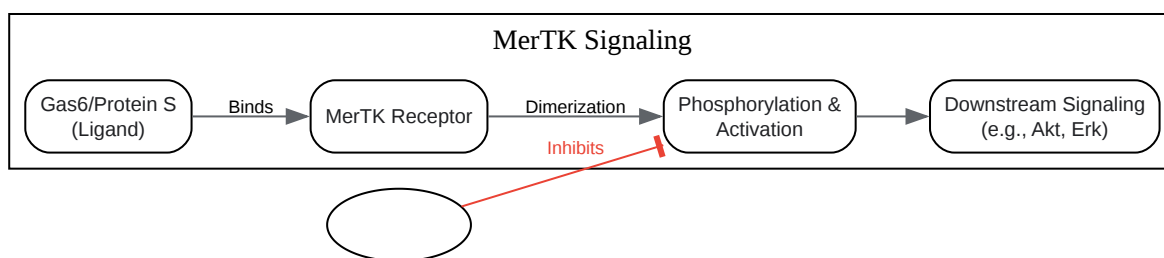 MerTK Signaling
Gas6/Protein S
(Ligand)
Binds
MerTK Receptor
Dimerization
Phosphorylation &
Activation
Downstream Signaling
(e.g., Akt, Erk)
Inhibits